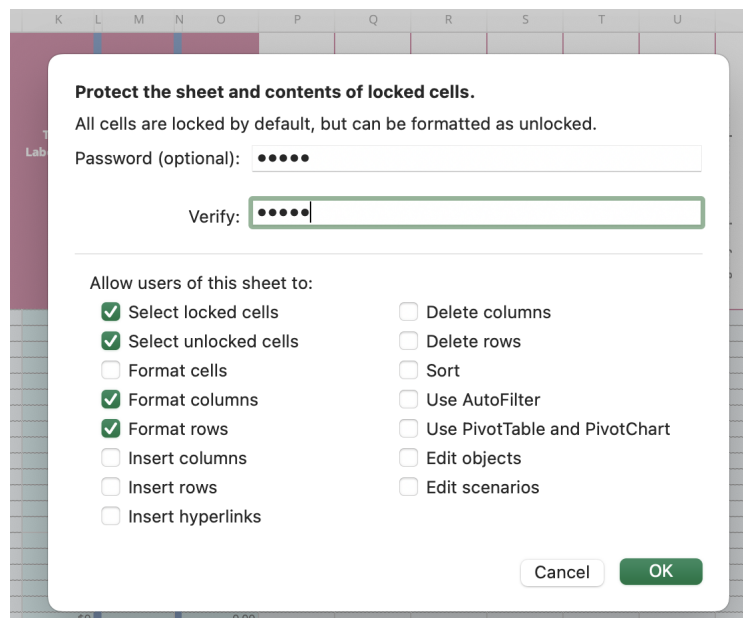 K L M N O P Q R S T U
Protect the sheet and contents of locked cells.
All cells are locked by default, but can be formatted as unlocked.
Password (optional): •••••
Verify: •••••
Allow users of this sheet to:
Select locked cells
Select unlocked cells
Format cells
Format columns
Format rows
Insert columns
Insert rows
Insert hyperlinks
Delete columns
Delete rows
Sort
Use AutoFilter
Use PivotTable and PivotChart
Edit objects
Edit scenarios
Cancel OK